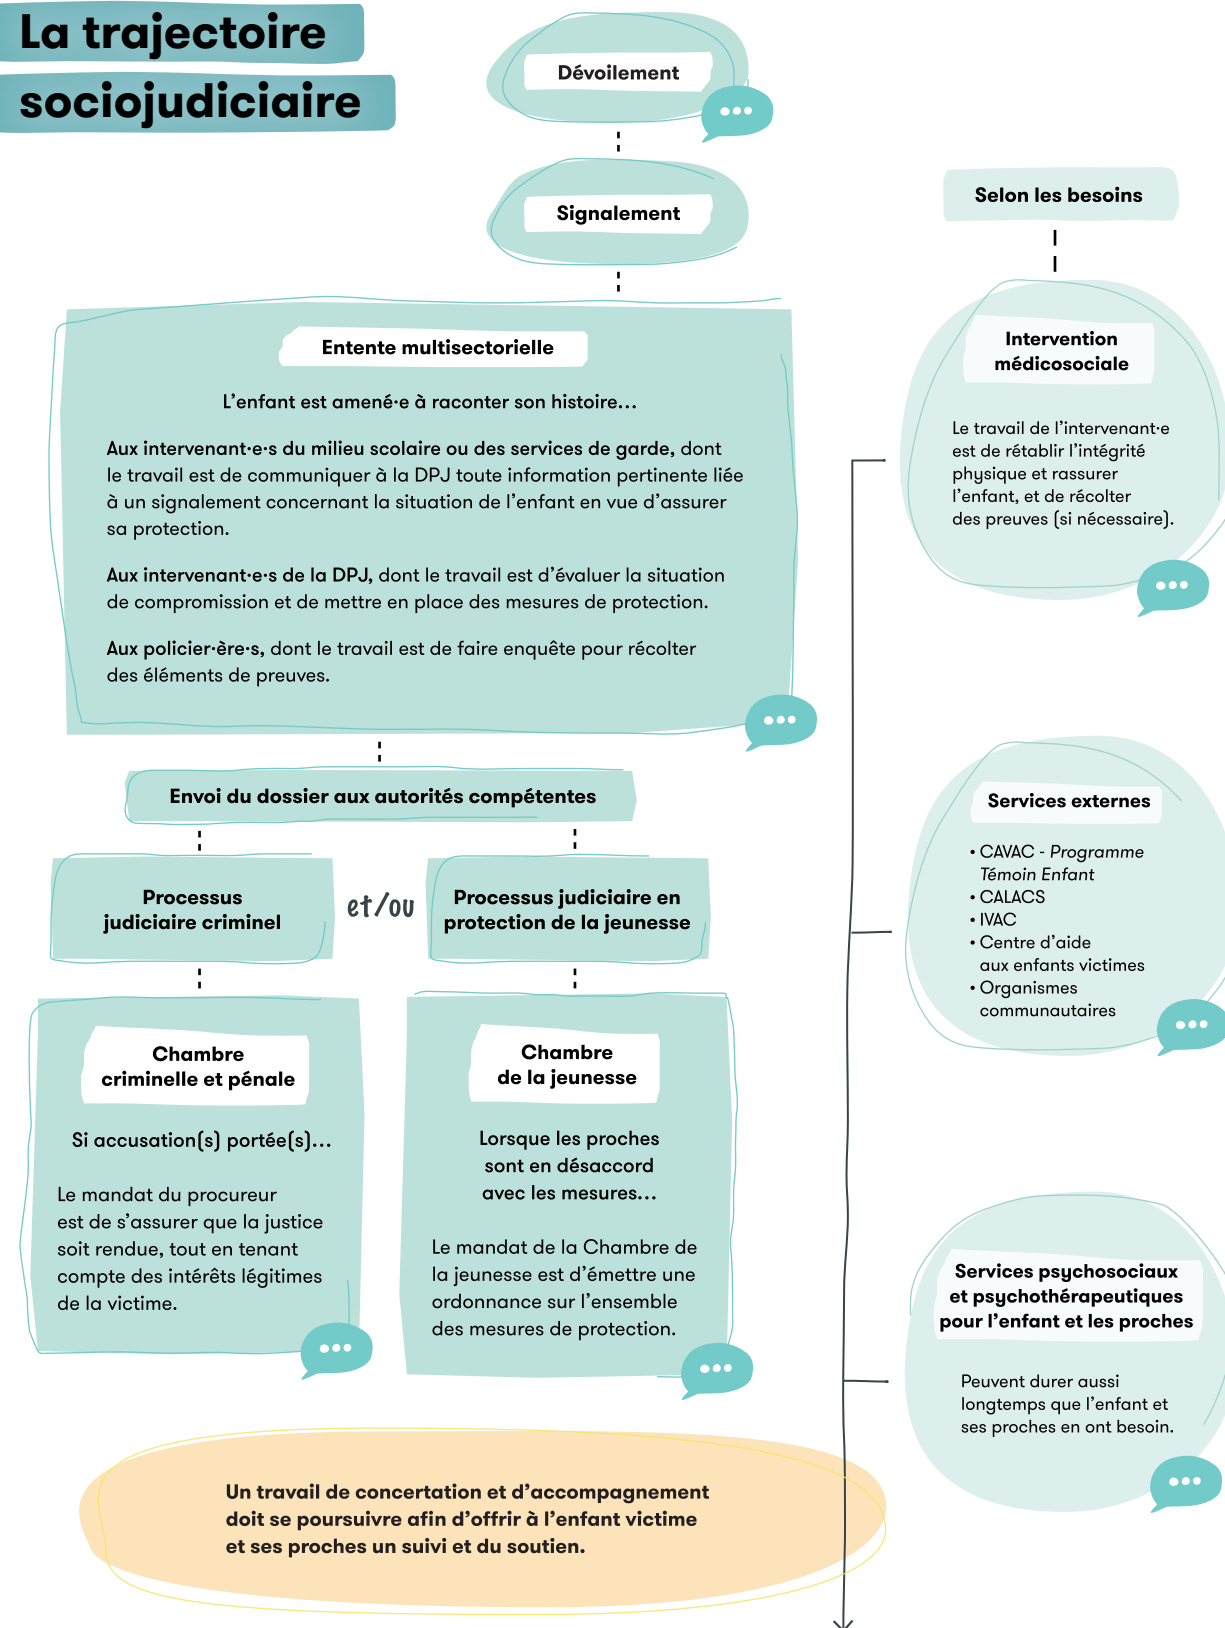 La trajectoire
sociojudiciaire
Dévoilement
Signalement
Entente multisectorielle
L’enfant est amené·e à raconter son histoire…
Aux intervenant·e·s du milieu scolaire ou des services de garde, dont
le travail est de communiquer à la DPJ toute information pertinente liée
à un signalement concernant la situation de l’enfant en vue d’assurer
sa protection.
Aux intervenant·e·s de la DPJ, dont le travail est d’évaluer la situation
de compromission et de mettre en place des mesures de protection.
Aux policier·ère·s, dont le travail est de faire enquête pour récolter
des éléments de preuves.
Envoi du dossier aux autorités compétentes
Processus
judiciaire criminel
et/ou
Processus judiciaire en
protection de la jeunesse
Chambre
criminelle et pénale
Si accusation(s) portée(s)…
Le mandat du procureur
est de s’assurer que la justice
soit rendue, tout en tenant
compte des intérêts légitimes
de la victime.
Chambre
de la jeunesse
Lorsque les proches
sont en désaccord
avec les mesures…
Le mandat de la Chambre de
la jeunesse est d’émettre une
ordonnance sur l’ensemble
des mesures de protection.
Un travail de concertation et d’accompagnement
doit se poursuivre afin d’offrir à l’enfant victime
et ses proches un suivi et du soutien.
Selon les besoins
Intervention
médicosociale
Le travail de l’intervenant·e
est de rétablir l’intégrité
physique et rassurer
l’enfant, et de récolter
des preuves (si nécessaire).
Services externes
• CAVAC - Programme
Témoin Enfant
• CALACS
• IVAC
• Centre d’aide
aux enfants victimes
• Organismes
communautaires
Services psychosociaux
et psychothérapeutiques
pour l’enfant et les proches
Peuvent durer aussi
longtemps que l’enfant et
ses proches en ont besoin.